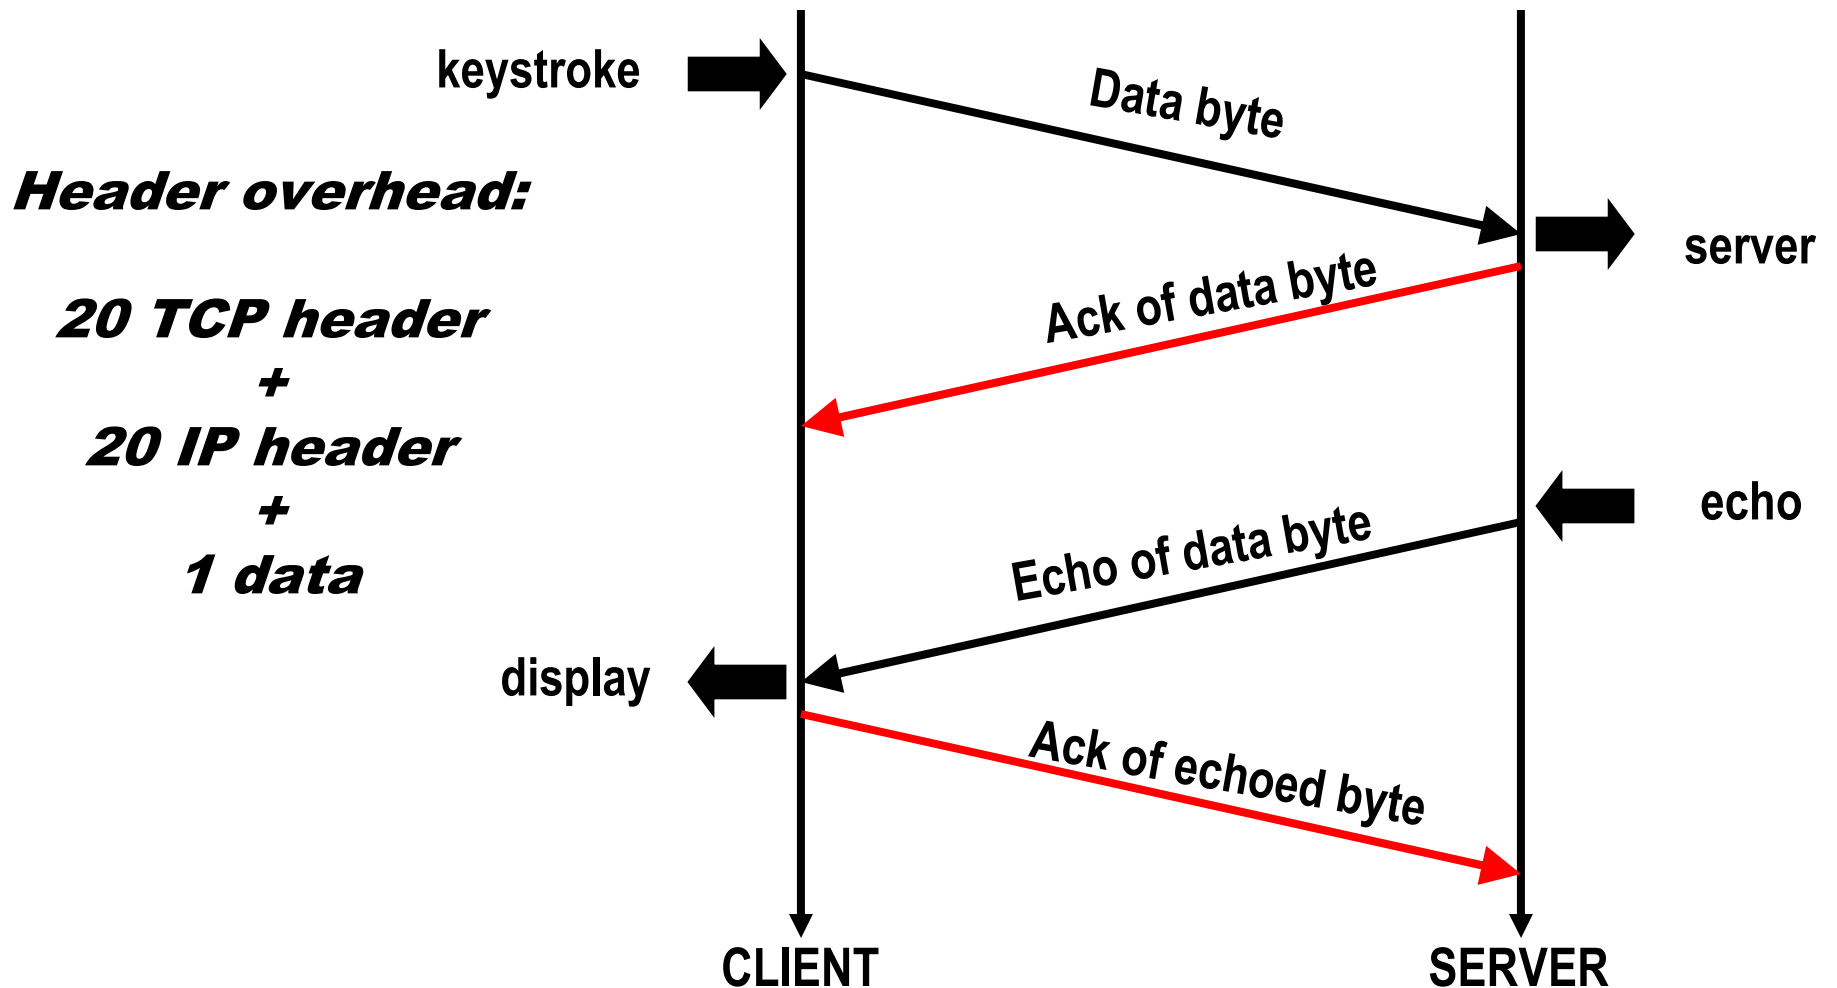 keystroke
Data byte
Header overhead:
server
Ack of data byte
20 TCP header
+
20 IP header
+
1 data
echo
Echo of data byte
display
Ack of echoed byte
CLIENT
SERVER